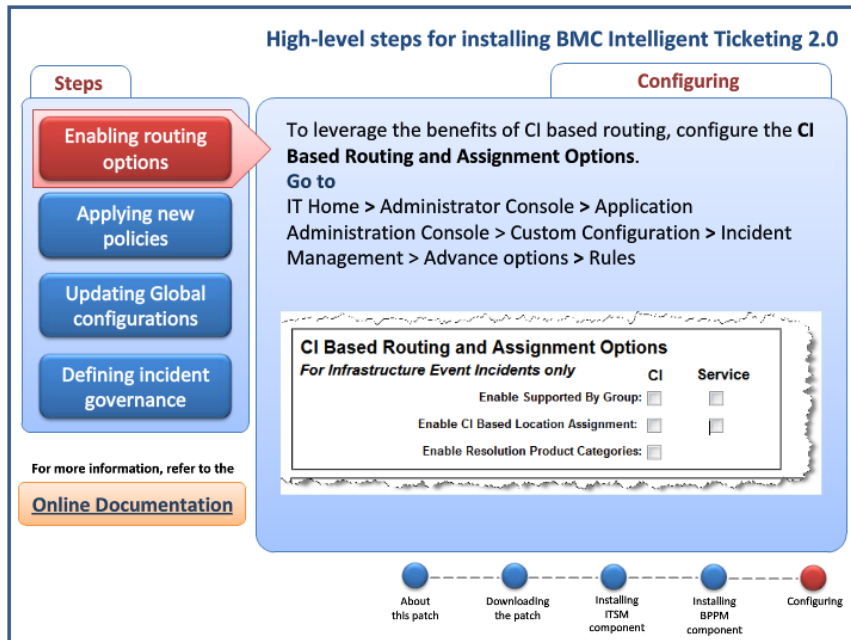 High-level steps for installing BMC Intelligent Ticketing 2.0
Steps
Configuring
Enabling routing
options
Applying new
policies
Updating Global
configurations
Defining incident
governance
To leverage the benefits of CI based routing, configure the CI
Based Routing and Assignment Options.
Go to
IT Home > Administrator Console > Application
Administration Console > Custom Configuration > Incident
Management > Advance options > Rules
CI Based Routing and Assignment Options
For Infrastructure Event Incidents only
CI
Service
Enable Supported By Group:
Enable CI Based Location Assignment:
Enable Resolution Product Categories:
For more information, refer to the
Online Documentation
About
this patch
Downloading
the patch
Installing
ITSM
component
Installing
BPPM
component
Configuring